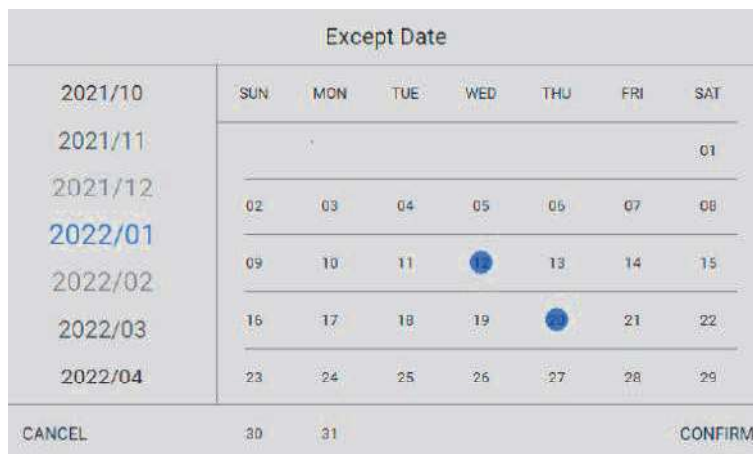 Except Date
2021/10
2021/11
2021/12
2022/01
2022/02
2022/03
2022/04
SUN MON TUE WED THU FRI SAT
01
02 03 04 05 06 07 08
09 10 11 12 13 14 15
16 17 18 19 20 21 22
23 24 25 26 27 28 29
30 31
CANCEL
CONFIRM